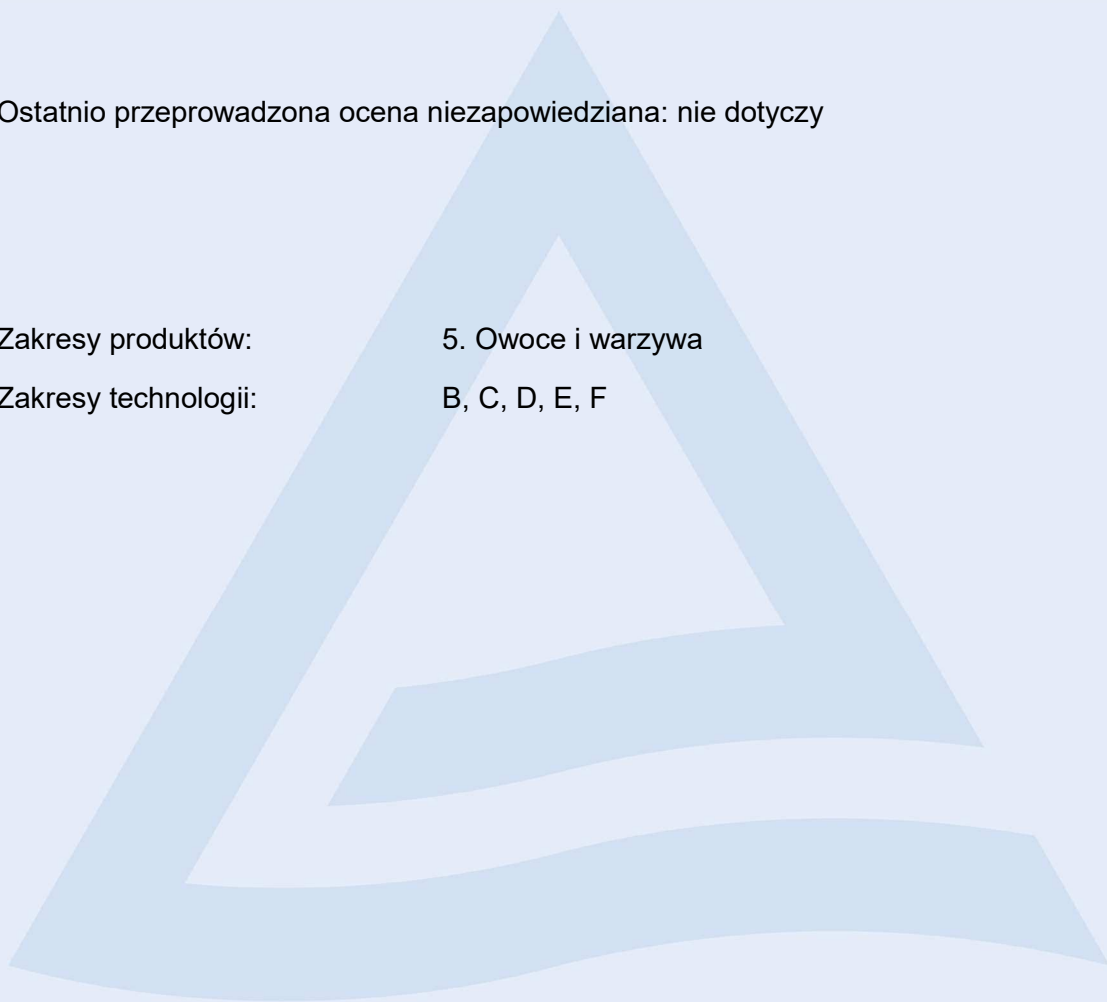 Ostatnio przeprowadzona ocena niezapowiedziana: nie dotyczy
Zakresy produktów: 5. Owoce i warzywa
Zakresy technologii: B, C, D, E, F